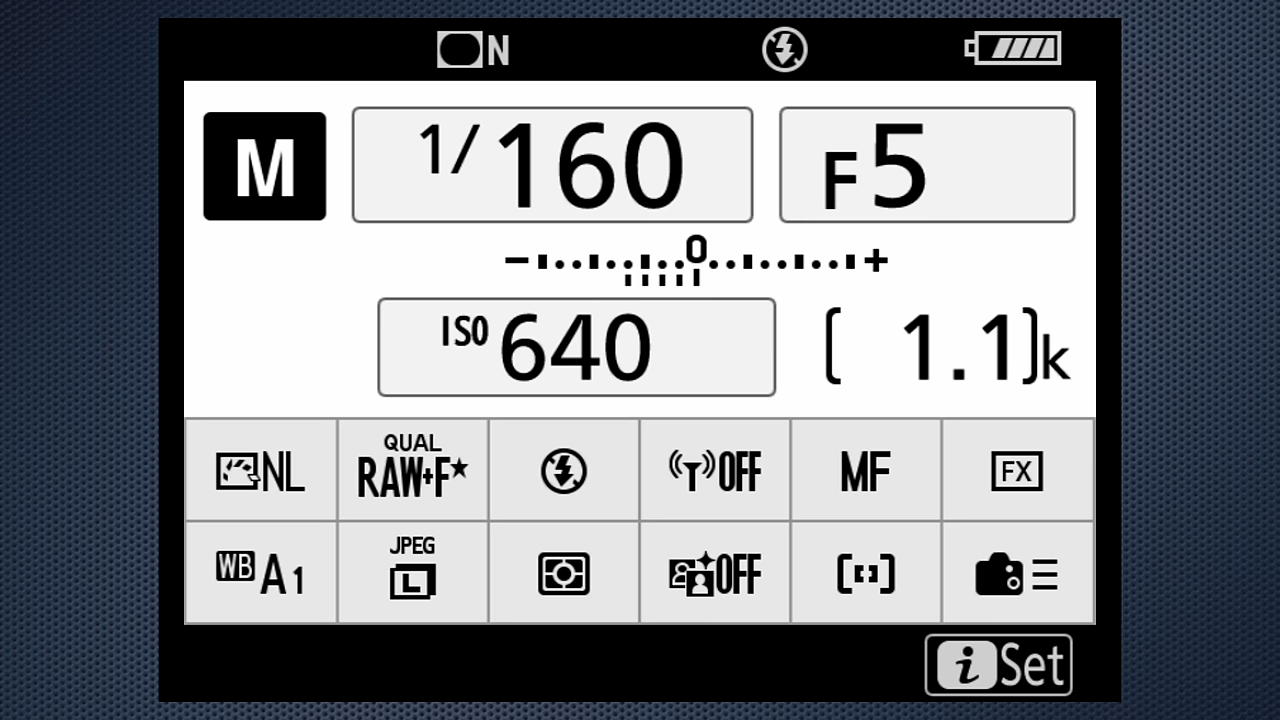 N
M 1/160 F5
- 0 +
ISO 640 [ 1.1]k
NL QUAL RAW+F★ OFF MF FX
WB A1 JPEG L OFF
i Set